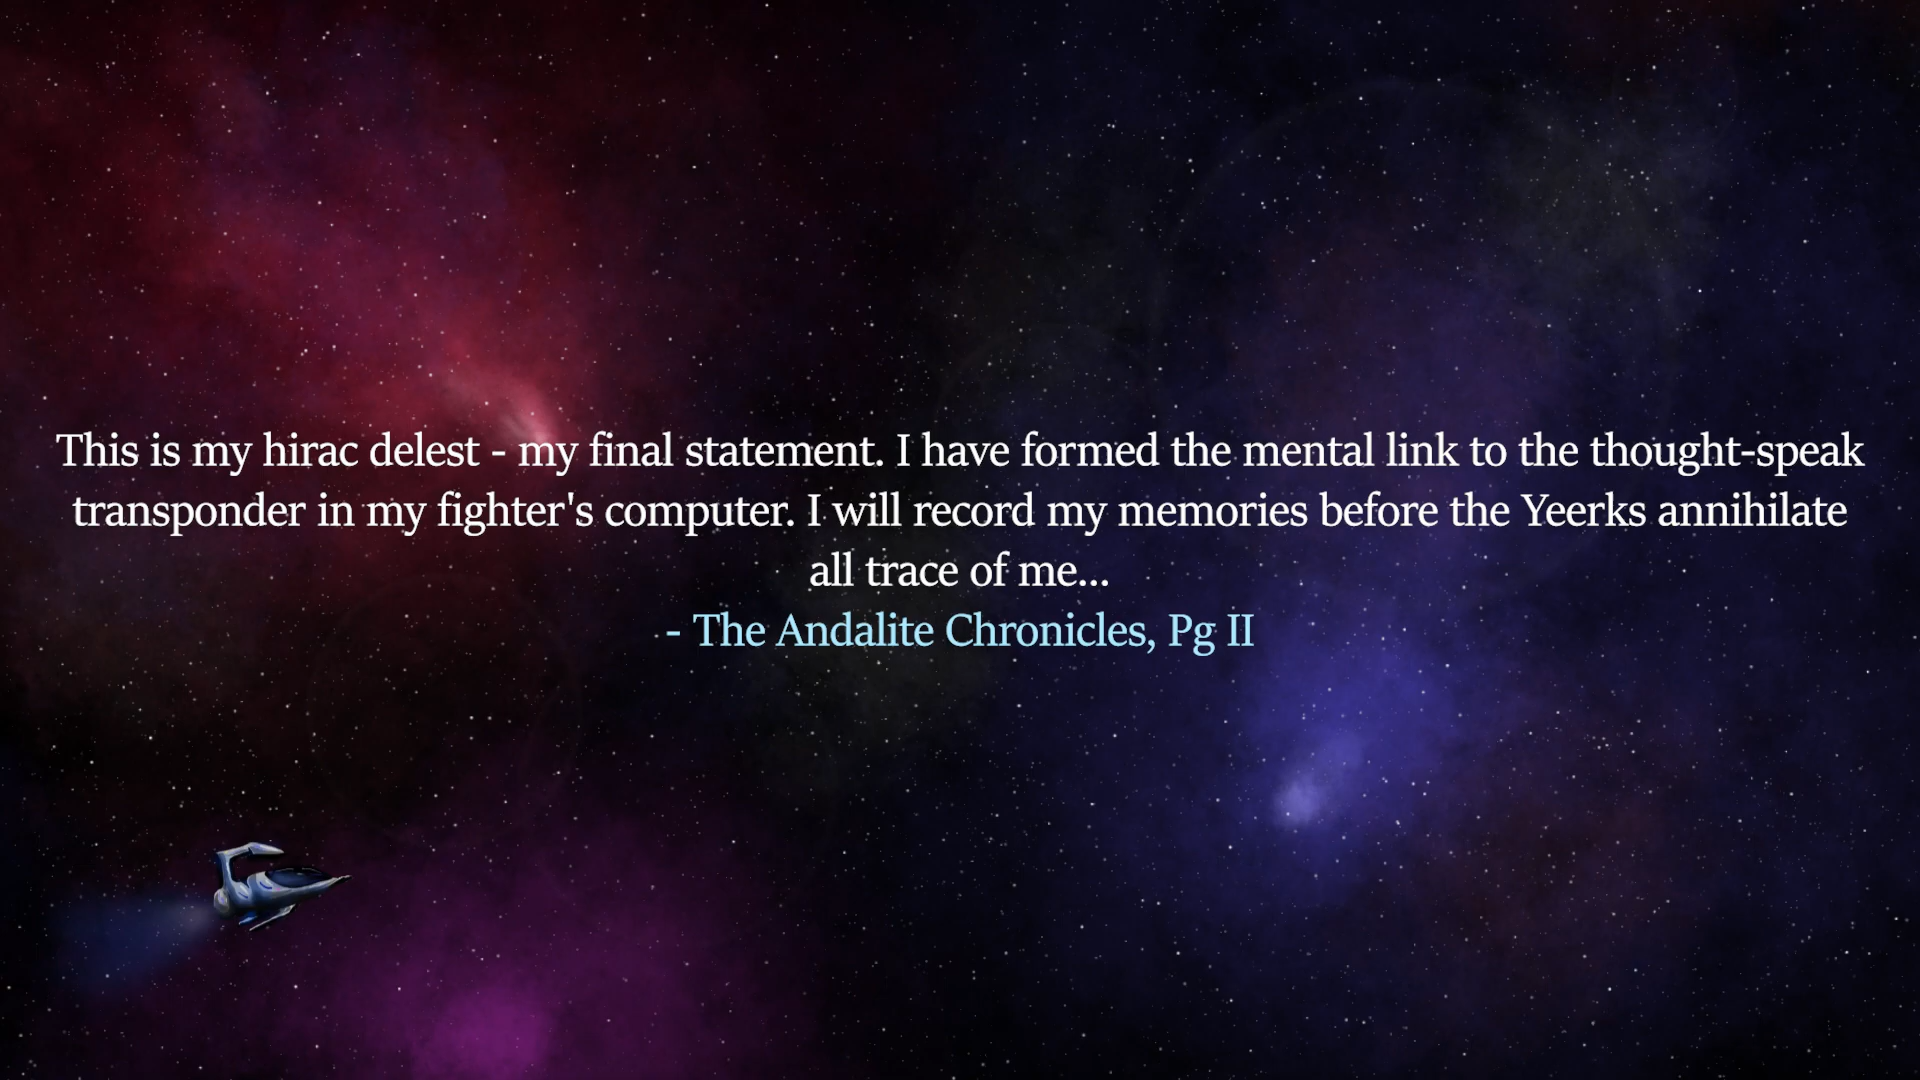 This is my hirac delest - my final statement. I have formed the mental link to the thought-speak
transponder in my fighter's computer. I will record my memories before the Yeerks annihilate
all trace of me...
- The Andalite Chronicles, Pg II